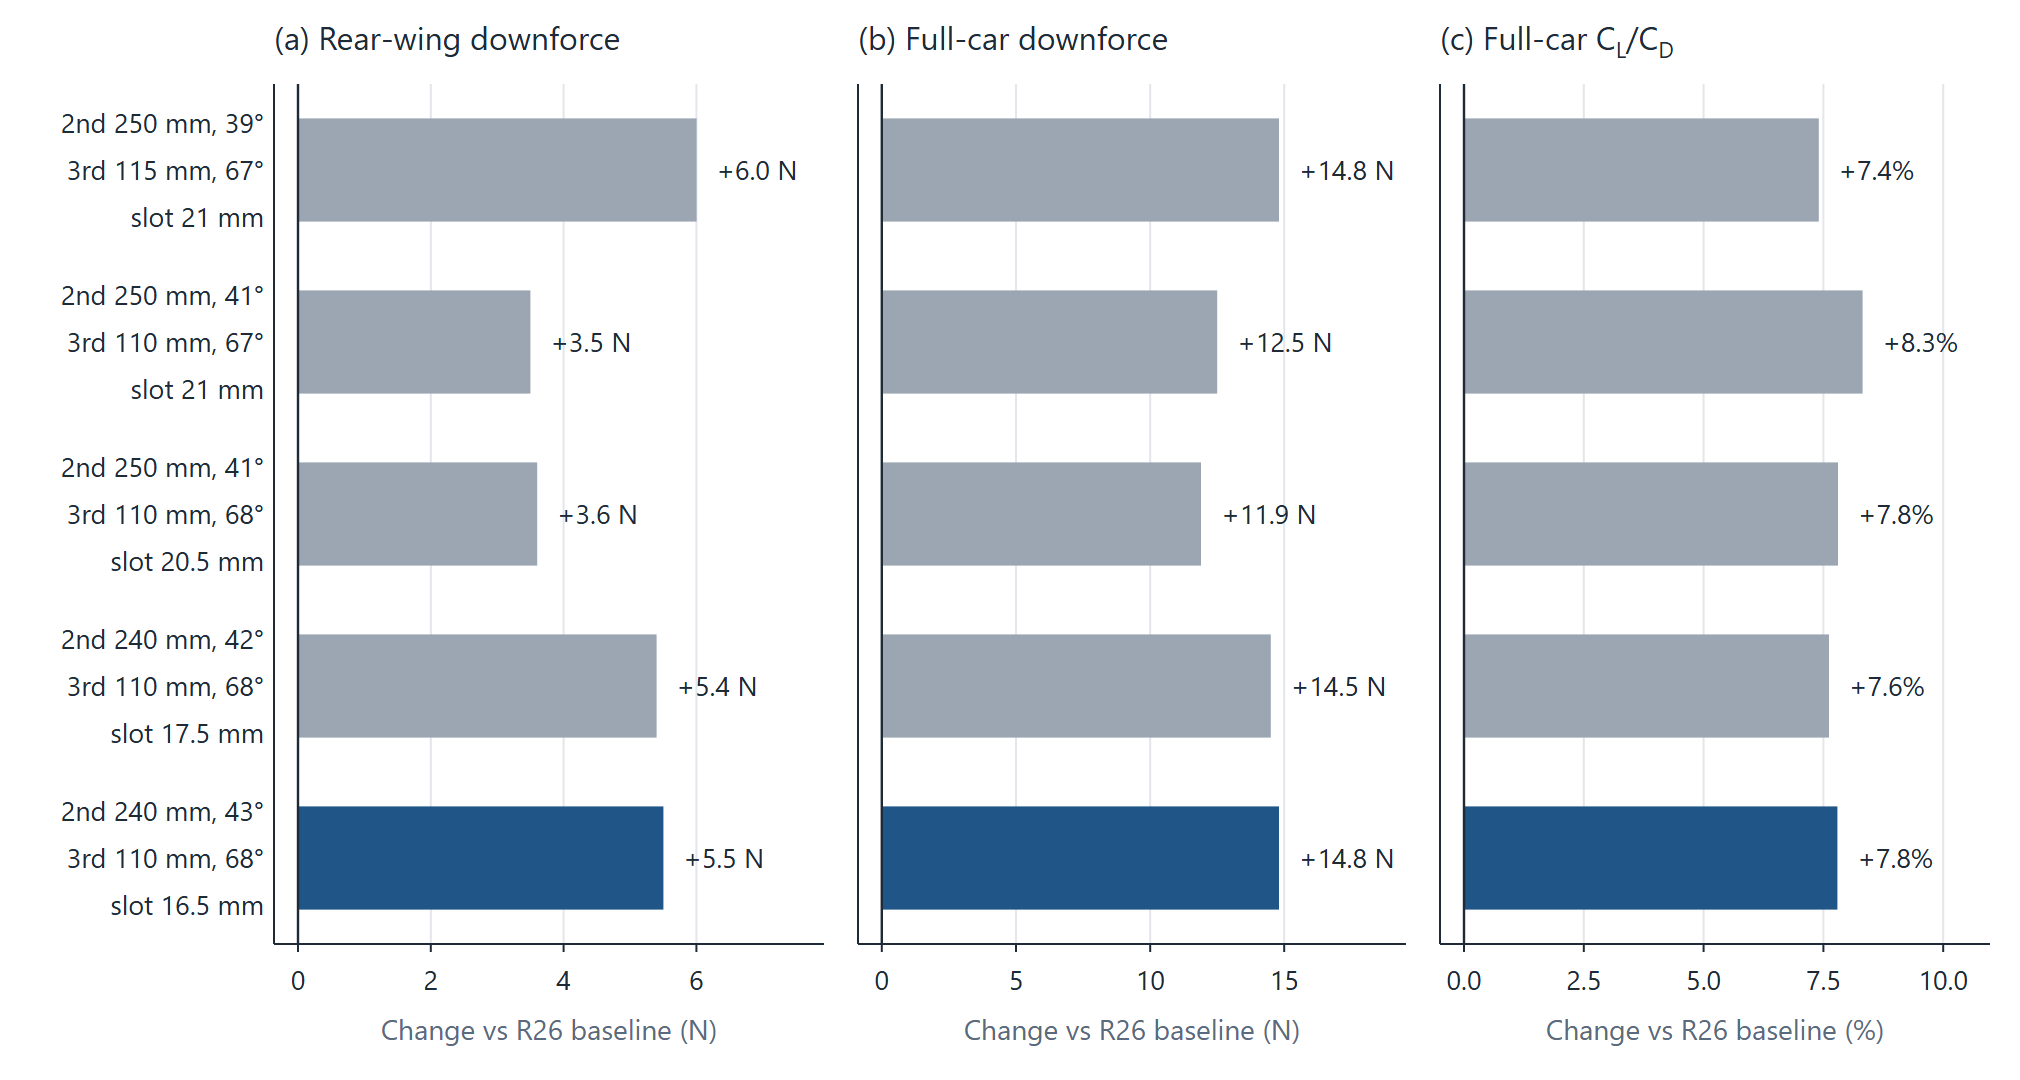 (a) Rear-wing downforce
(b) Full-car downforce
(c) Full-car CL/CD
2nd 250 mm, 39°
3rd 115 mm, 67°
slot 21 mm
+6.0 N
+14.8 N
+7.4%
2nd 250 mm, 41°
3rd 110 mm, 67°
slot 21 mm
+3.5 N
+12.5 N
+8.3%
2nd 250 mm, 41°
3rd 110 mm, 68°
slot 20.5 mm
+3.6 N
+11.9 N
+7.8%
2nd 240 mm, 42°
3rd 110 mm, 68°
slot 17.5 mm
+5.4 N
+14.5 N
+7.6%
2nd 240 mm, 43°
3rd 110 mm, 68°
slot 16.5 mm
+5.5 N
+14.8 N
+7.8%
0 2 4 6
0 5 10 15
0.0 2.5 5.0 7.5 10.0
Change vs R26 baseline (N)
Change vs R26 baseline (N)
Change vs R26 baseline (%)